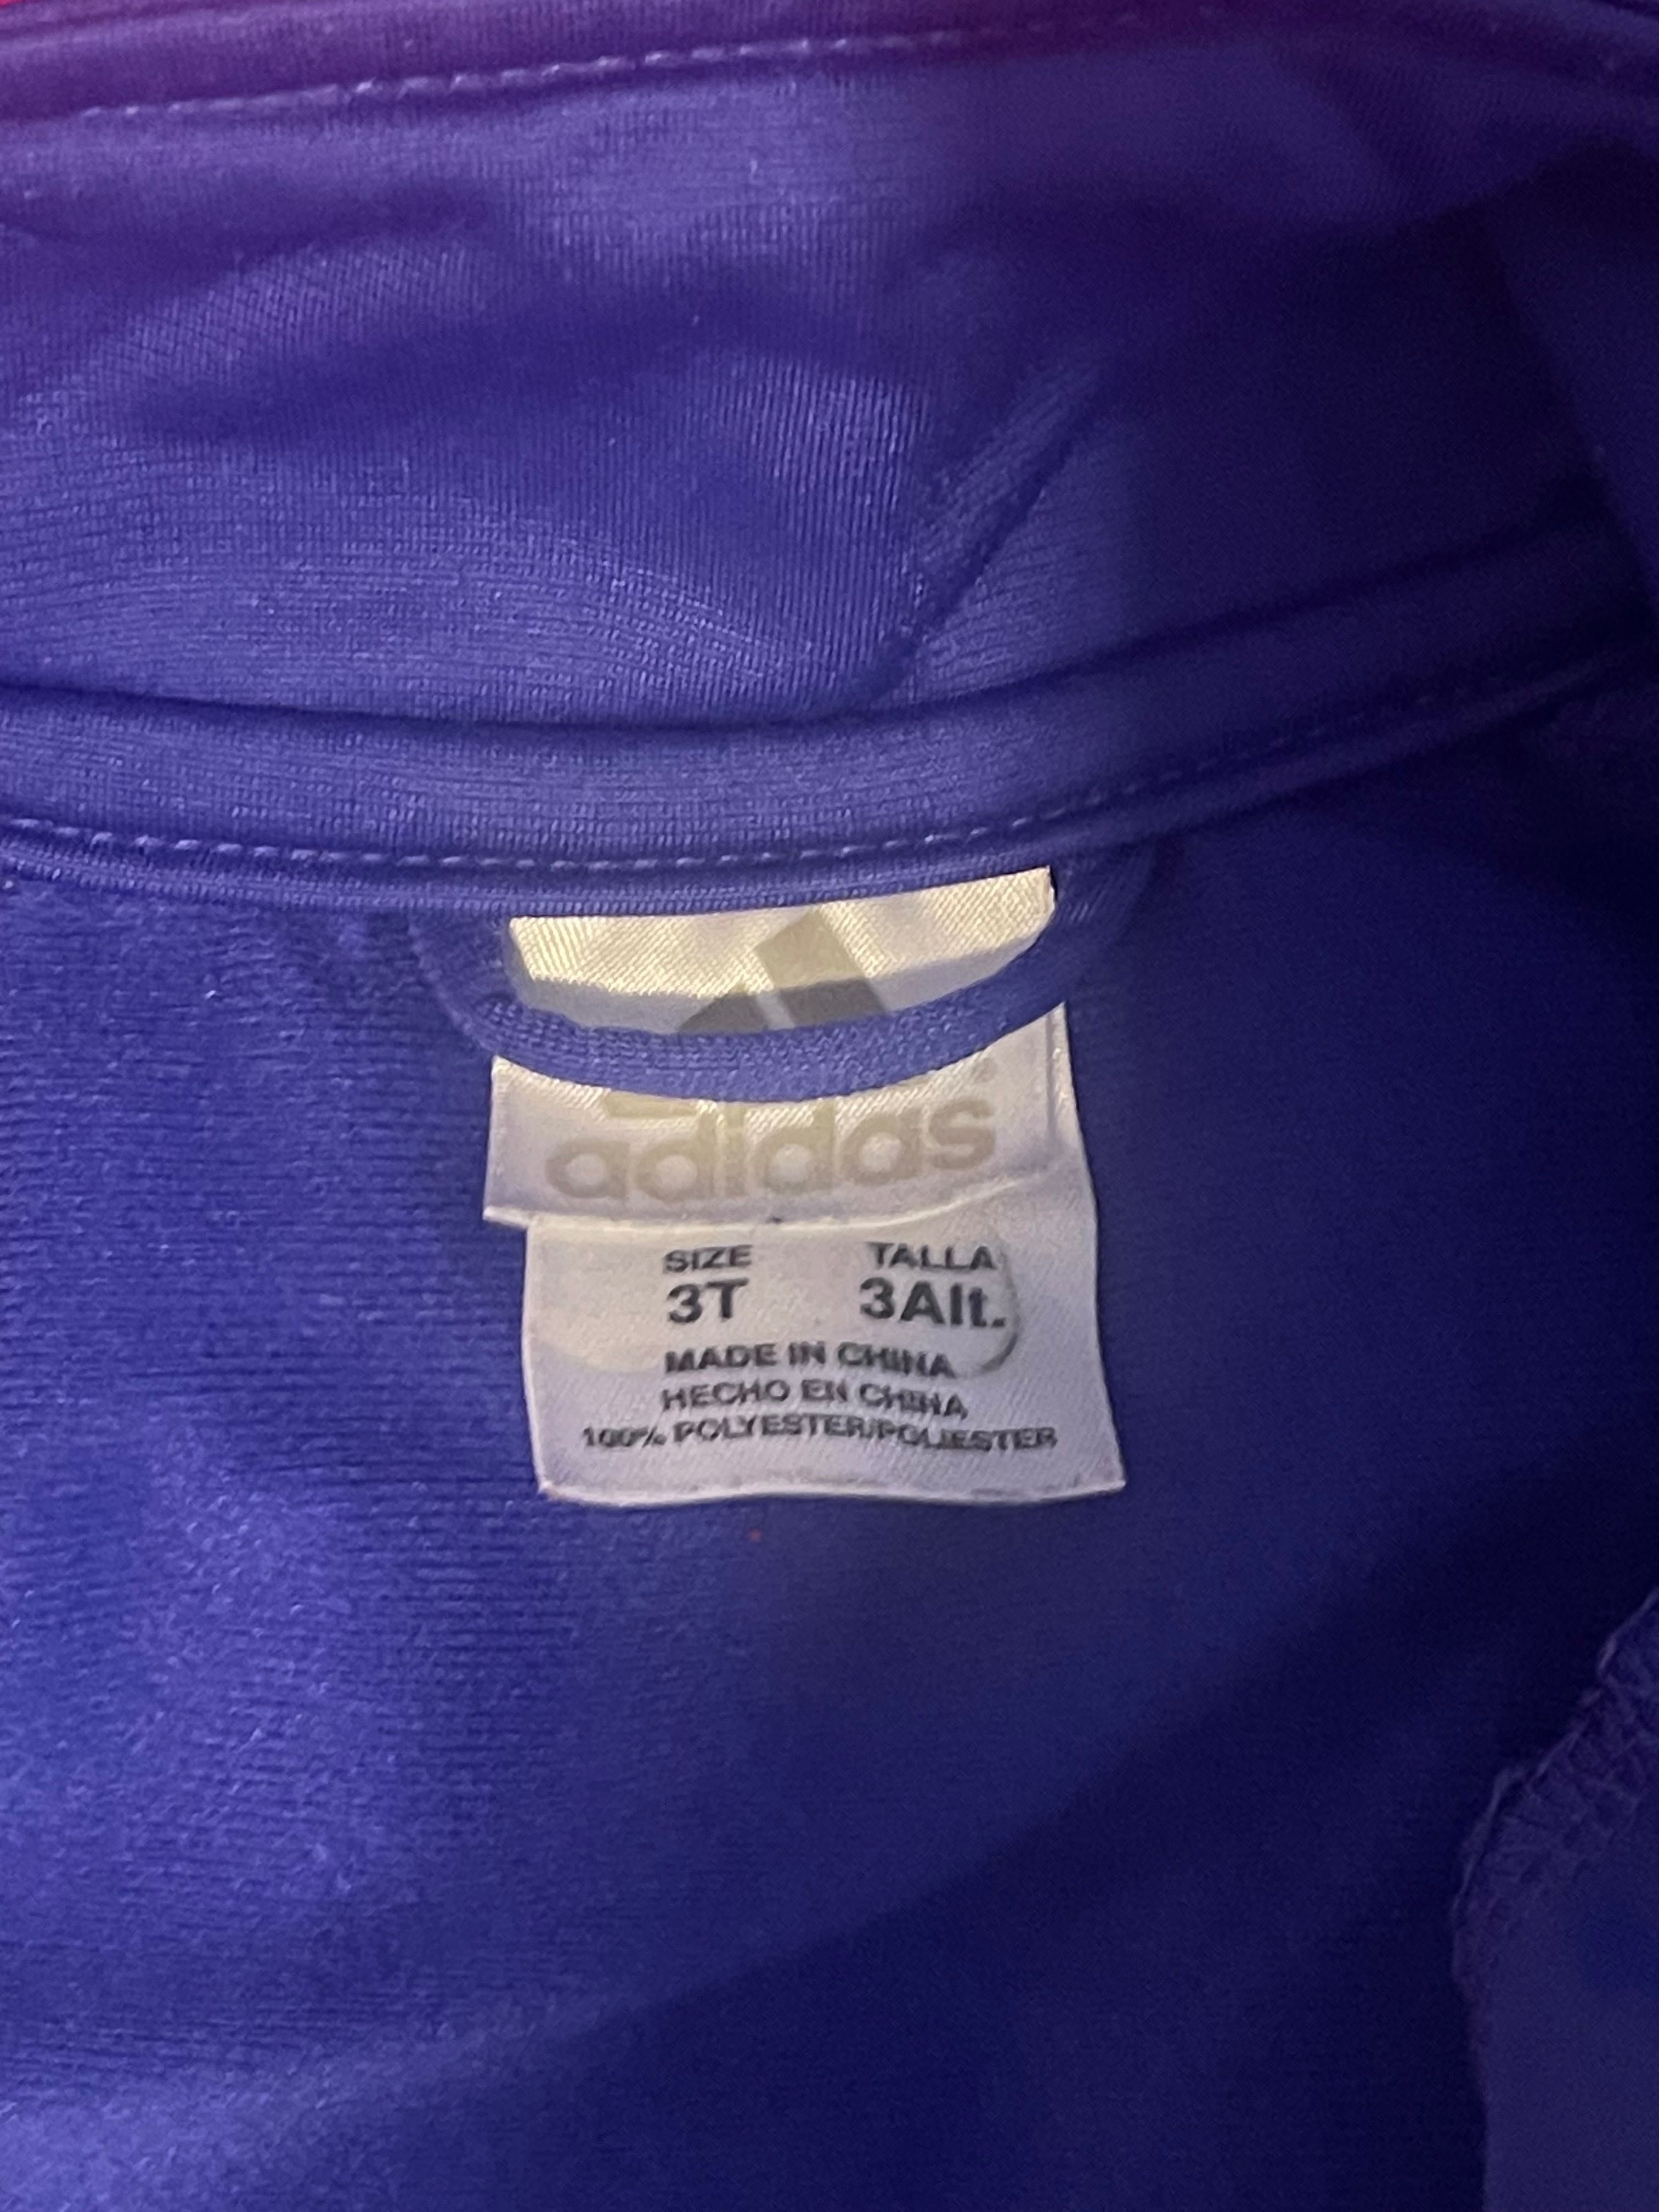 adidas
SIZE TALLA
3T 3Alt.
MADE IN CHINA
HECHO EN CHINA
100% POLYESTER/POLIESTER